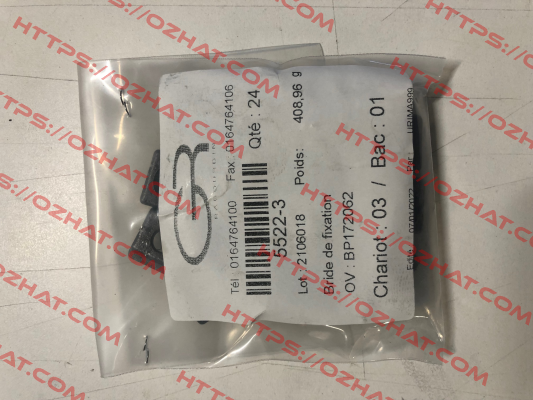 HTTPS://OZHAT.COM
OR
Tél : 0164764100 Fax : 0164764106
5522-3 Qté : 24
Lot : 2106018 Poids: 408,96 g
Bride de fixation
OV : BP172062
Chariot : 03 / Bac : 01